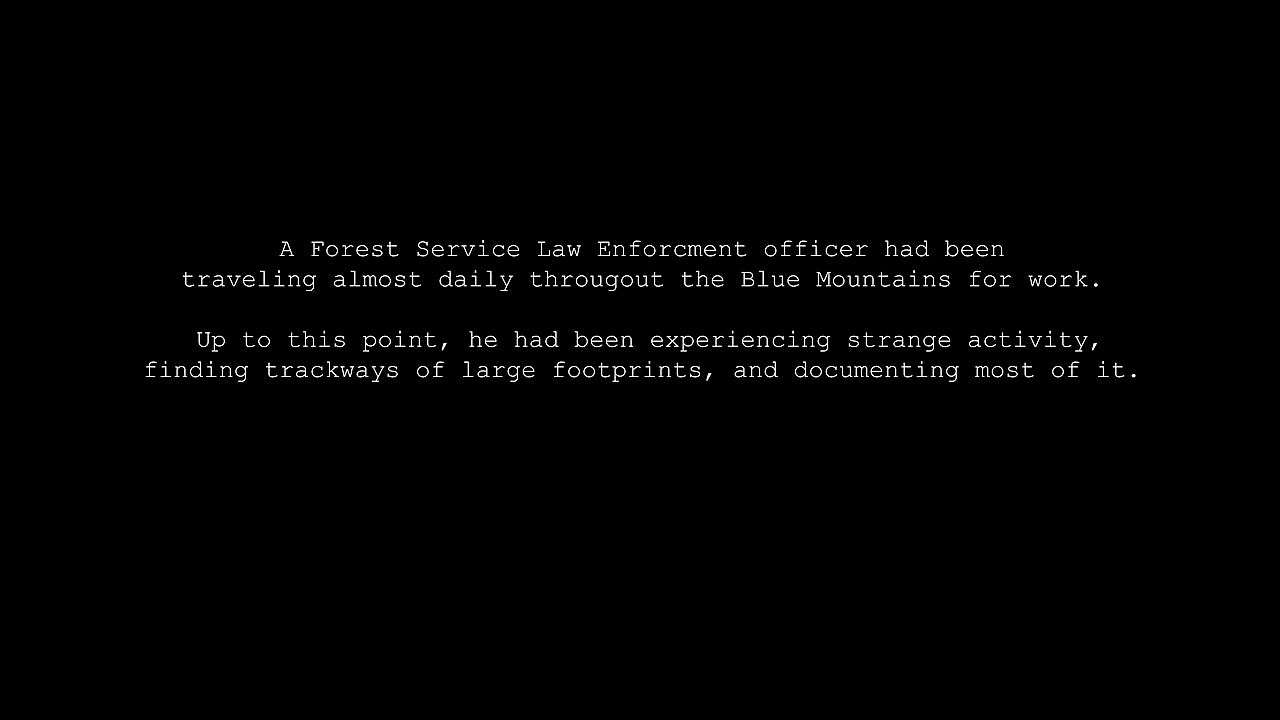 A Forest Service Law Enforcment officer had been
traveling almost daily througout the Blue Mountains for work.
Up to this point, he had been experiencing strange activity,
finding trackways of large footprints, and documenting most of it.